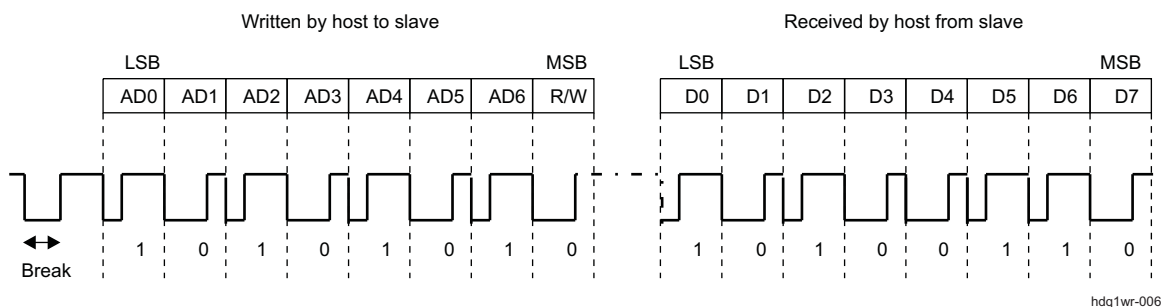 Written by host to slave Received by host from slave
LSB MSB LSB MSB
AD0 AD1 AD2 AD3 AD4 AD5 AD6 R/W D0 D1 D2 D3 D4 D5 D6 D7
1 0 1 0 1 0 1 0 1 0 1 0 0 1 1 0
Break
hdq1wr-006